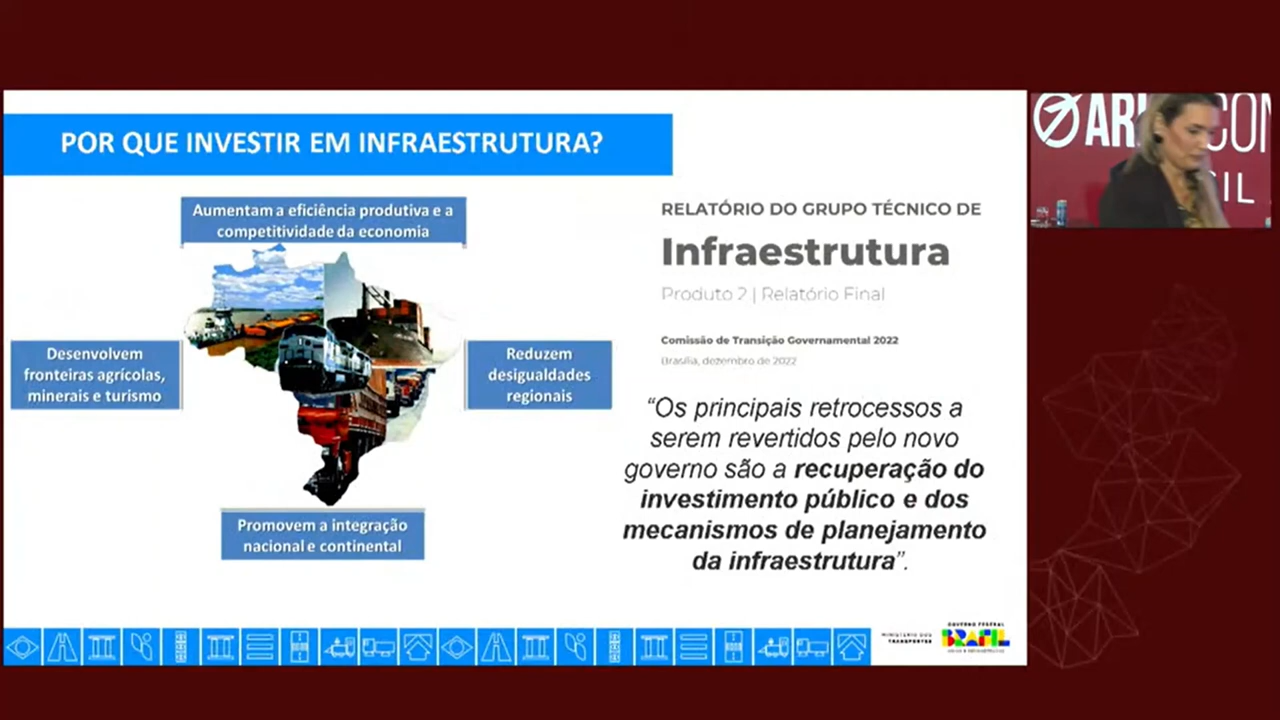 POR QUE INVESTIR EM INFRAESTRUTURA?
Aumentam a eficiência produtiva e a
competitividade da economia
Desenvolvem
fronteiras agrícolas,
minerais e turismo
Reduzem
desigualdades
regionais
Promovem a integração
nacional e continental
RELATÓRIO DO GRUPO TÉCNICO DE
Infraestrutura
Produto 2 | Relatório Final
Comissão de Transição Governamental 2022
Brasília, dezembro de 2022
“Os principais retrocessos a
serem revertidos pelo novo
governo são a recuperação do
investimento público e dos
mecanismos de planejamento
da infraestrutura”.
MINISTÉRIO DOS
TRANSPORTES
GOVERNO FEDERAL
BRASIL
UNIÃO E RECONSTRUÇÃO